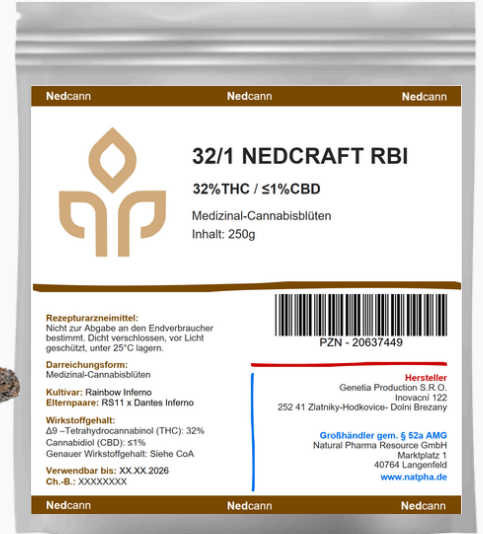 Nedcann Nedcann Nedcann
32/1 NEDCRAFT RBI
32%THC / ≤1%CBD
Medizinal-Cannabisblüten
Inhalt: 250g
PZN - 20637449
Rezepturarzneimittel:
Nicht zur Abgabe an den Endverbraucher
bestimmt. Dicht verschlossen, vor Licht
geschützt, unter 25°C lagern.
Darreichungsform:
Medizinal-Cannabisblüten
Kultivar: Rainbow Inferno
Elternpaare: RS11 x Dantes Inferno
Wirkstoffgehalt:
Δ9 –Tetrahydrocannabinol (THC): 32%
Cannabidiol (CBD): ≤1%
Genauer Wirkstoffgehalt: Siehe CoA
Verwendbar bis: XX.XX.2026
Ch.-B.: XXXXXXXX
Hersteller
Genetia Production S.R.O.
Inovací 122
252 41 Zlatniky-Hodkovice- Dolni Brezany
Großhändler gem. § 52a AMG
Natural Pharma Resource GmbH
Marktplatz 1
40764 Langenfeld
www.natpha.de
Nedcann Nedcann Nedcann